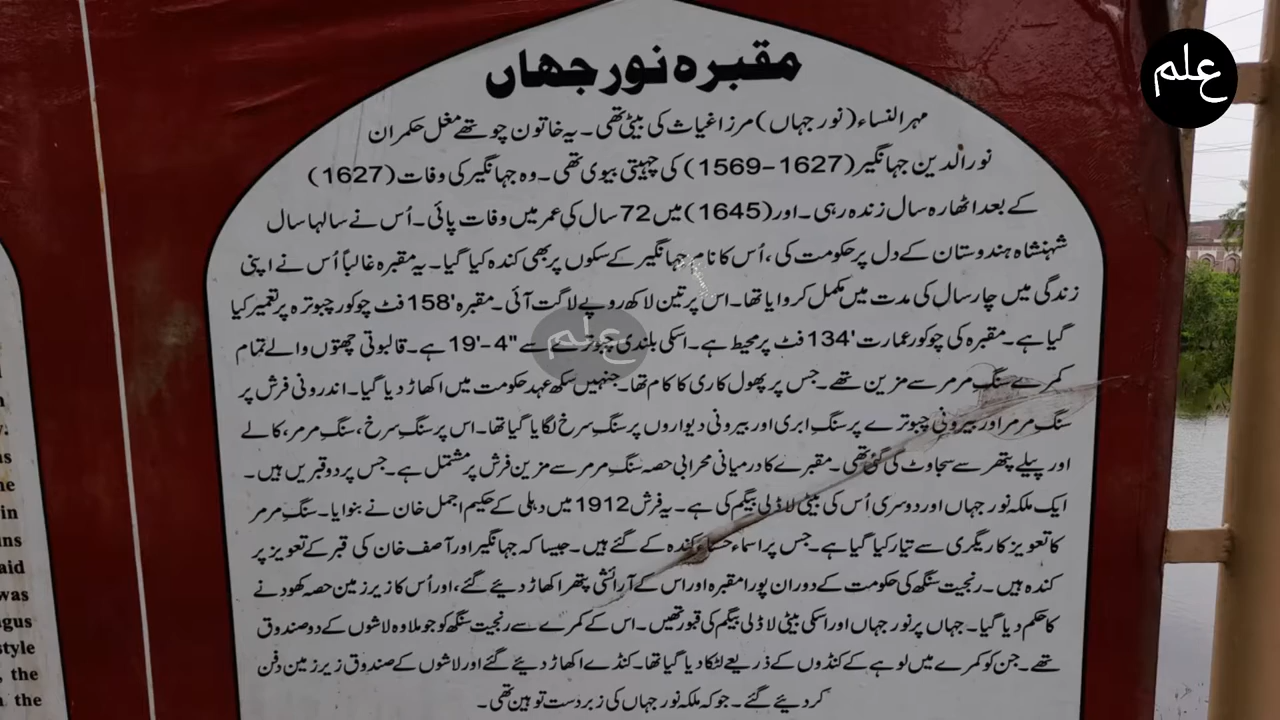 مقبرہ نور جہاں
علم
مہرالنساء (نور جہاں) مرزا غیاث کی بیٹی تھی۔ یہ خاتون چوتھے مغل حکمران
نورالدین جہانگیر (1627-1569) کی چہیتی بیوی تھی۔ وہ جہانگیر کی وفات (1627)
کے بعد اٹھارہ سال زندہ رہی۔ اور (1645) میں 72 سال کی عمر میں وفات پائی۔ اُس نے سالہا سال
شہنشاہ ہندوستان کے دل پر حکومت کی، اُس کا نام جہانگیر کے سکوں پر بھی کندہ کیا گیا۔ یہ مقبرہ غالباً اُس نے اپنی
زندگی میں چار سال کی مدت میں مکمل کروایا تھا۔ اس پر تین لاکھ روپے لاگت آئی۔ مقبرہ '158 فٹ چوکور چبوترہ پر تعمیر کیا
گیا ہے۔ مقبرہ کی چوکور عمارت '134 فٹ پر محیط ہے۔ اسکی بلندی چبوترے سے "4-'19 ہے۔ قالبوتی چھتوں والے تمام
کمرے سنگِ مرمر سے مزین تھے۔ جس پر پھول کاری کا کام تھا۔ جنہیں سکھ عہد حکومت میں اکھاڑ دیا گیا۔ اندرونی فرش پر
سنگِ مرمر اور بیرونی چبوترے پر سنگِ ابری اور بیرونی دیواروں پر سنگِ سرخ لگایا گیا تھا۔ اس پر سنگِ سرخ، سنگِ مرمر، کالے
اور پیلے پتھر سے سجاوٹ کی گئی تھی۔ مقبرے کا درمیانی محرابی حصہ سنگِ مرمر سے مزین فرش پر مشتمل ہے۔ جس پر دو قبریں ہیں۔
ایک ملکہ نور جہاں اور دوسری اُس کی بیٹی لاڈلی بیگم کی ہے۔ یہ فرش 1912 میں دہلی کے حکیم اجمل خان نے بنوایا۔ سنگِ مرمر
کا تعویز کاریگری سے تیار کیا گیا ہے۔ جس پر اسماء حسنیٰ کندہ کے گئے ہیں۔ جیسا کہ جہانگیر اور آصف خان کی قبر کے تعویز پر
کندہ ہیں۔ رنجیت سنگھ کی حکومت کے دوران پورا مقبرہ اور اس کے آرائشی پتھر اکھاڑ دیئے گئے، اور اُس کا زیر زمین حصہ کھودنے
کا حکم دیا گیا۔ جہاں پر نور جہاں اور اسکی بیٹی لاڈلی بیگم کی قبور تھیں۔ اس کے کمرے سے رنجیت سنگھ کو جو ملا وہ لاشوں کے دو صندوق
تھے۔ جن کو کمرے میں لوہے کے کنڈوں کے ذریعے لٹکا دیا گیا تھا۔ کنڈے اکھاڑ دیئے گئے اور لاشوں کے صندوق زیر زمین دفن
کر دیئے گئے۔ جو کہ ملکہ نور جہاں کی زبردست توہین تھی۔
علم
in
aid
was
gus
style
, the
the